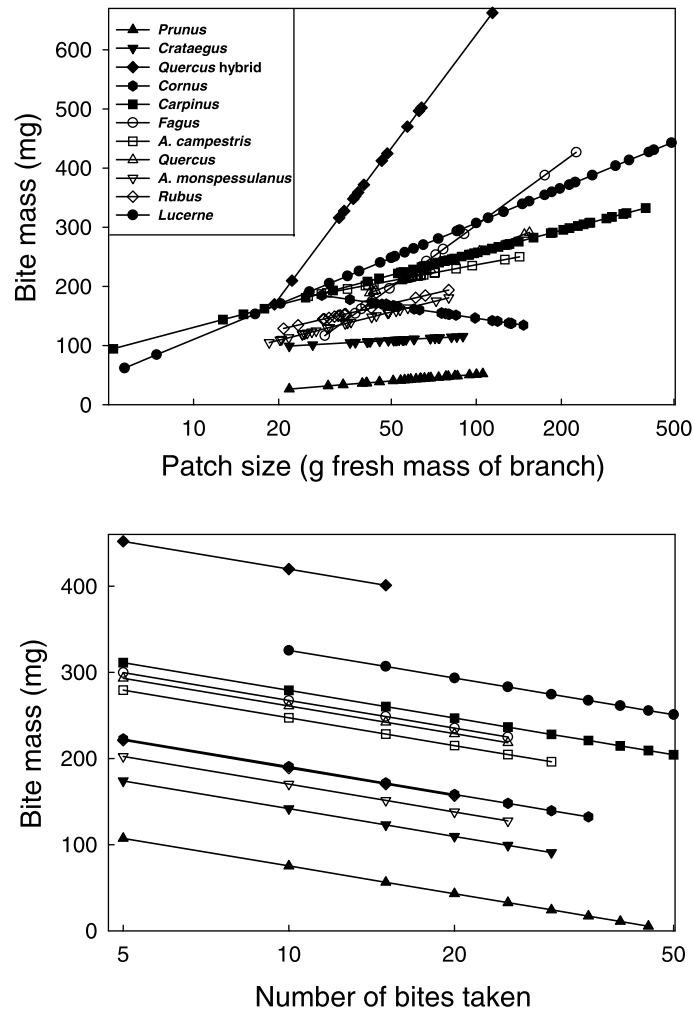 Prunus
Crataegus
Quercus hybrid
Cornus
Carpinus
Fagus
A. campestris
Quercus
A. monspessulanus
Rubus
Lucerne
600
500
400
300
200
100
0
Bite mass (mg)
10 20 50 100 200 500
Patch size (g fresh mass of branch)
400
300
200
100
0
Bite mass (mg)
5 10 20 50
Number of bites taken